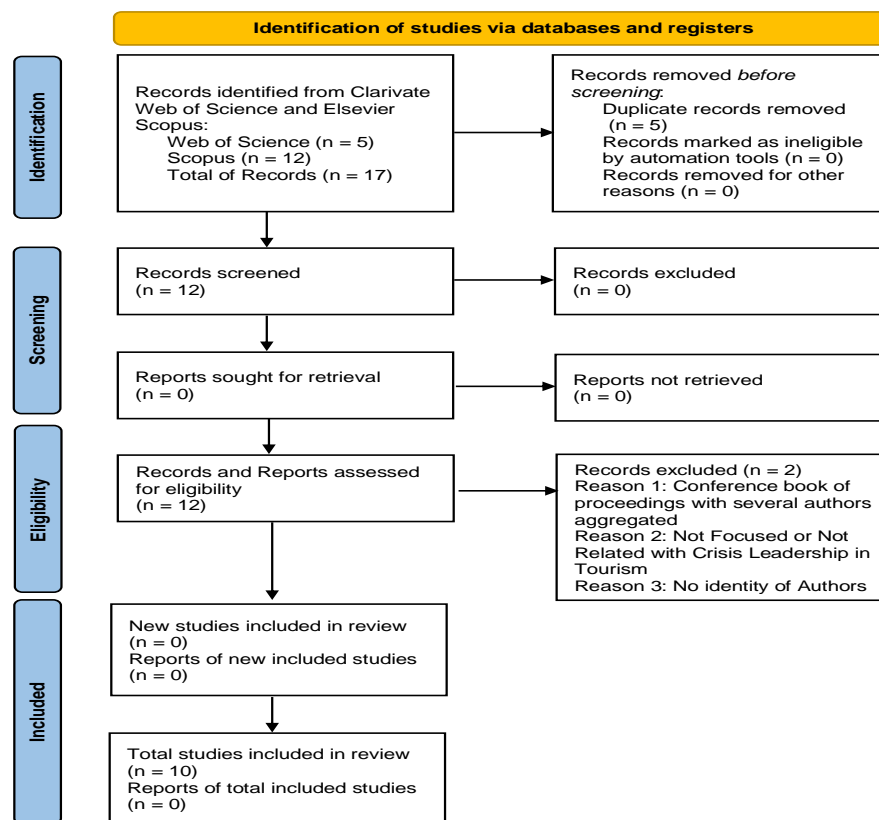 Identification of studies via databases and registers
Identification
Records identified from Clarivate
Web of Science and Elsevier
Scopus:
Web of Science (n = 5)
Scopus (n = 12)
Total of Records (n = 17)
Records removed before
screening:
Duplicate records removed
(n = 5)
Records marked as ineligible
by automation tools (n = 0)
Records removed for other
reasons (n = 0)
Screening
Records screened
(n = 12)
Records excluded
(n = 0)
Reports sought for retrieval
(n = 0)
Reports not retrieved
(n = 0)
Eligibility
Records and Reports assessed
for eligibility
(n = 12)
Records excluded (n = 2)
Reason 1: Conference book of
proceedings with several authors
aggregated
Reason 2: Not Focused or Not
Related with Crisis Leadership in
Tourism
Reason 3: No identity of Authors
Included
New studies included in review
(n = 0)
Reports of new included studies
(n = 0)
Total studies included in review
(n = 10)
Reports of total included studies
(n = 0)